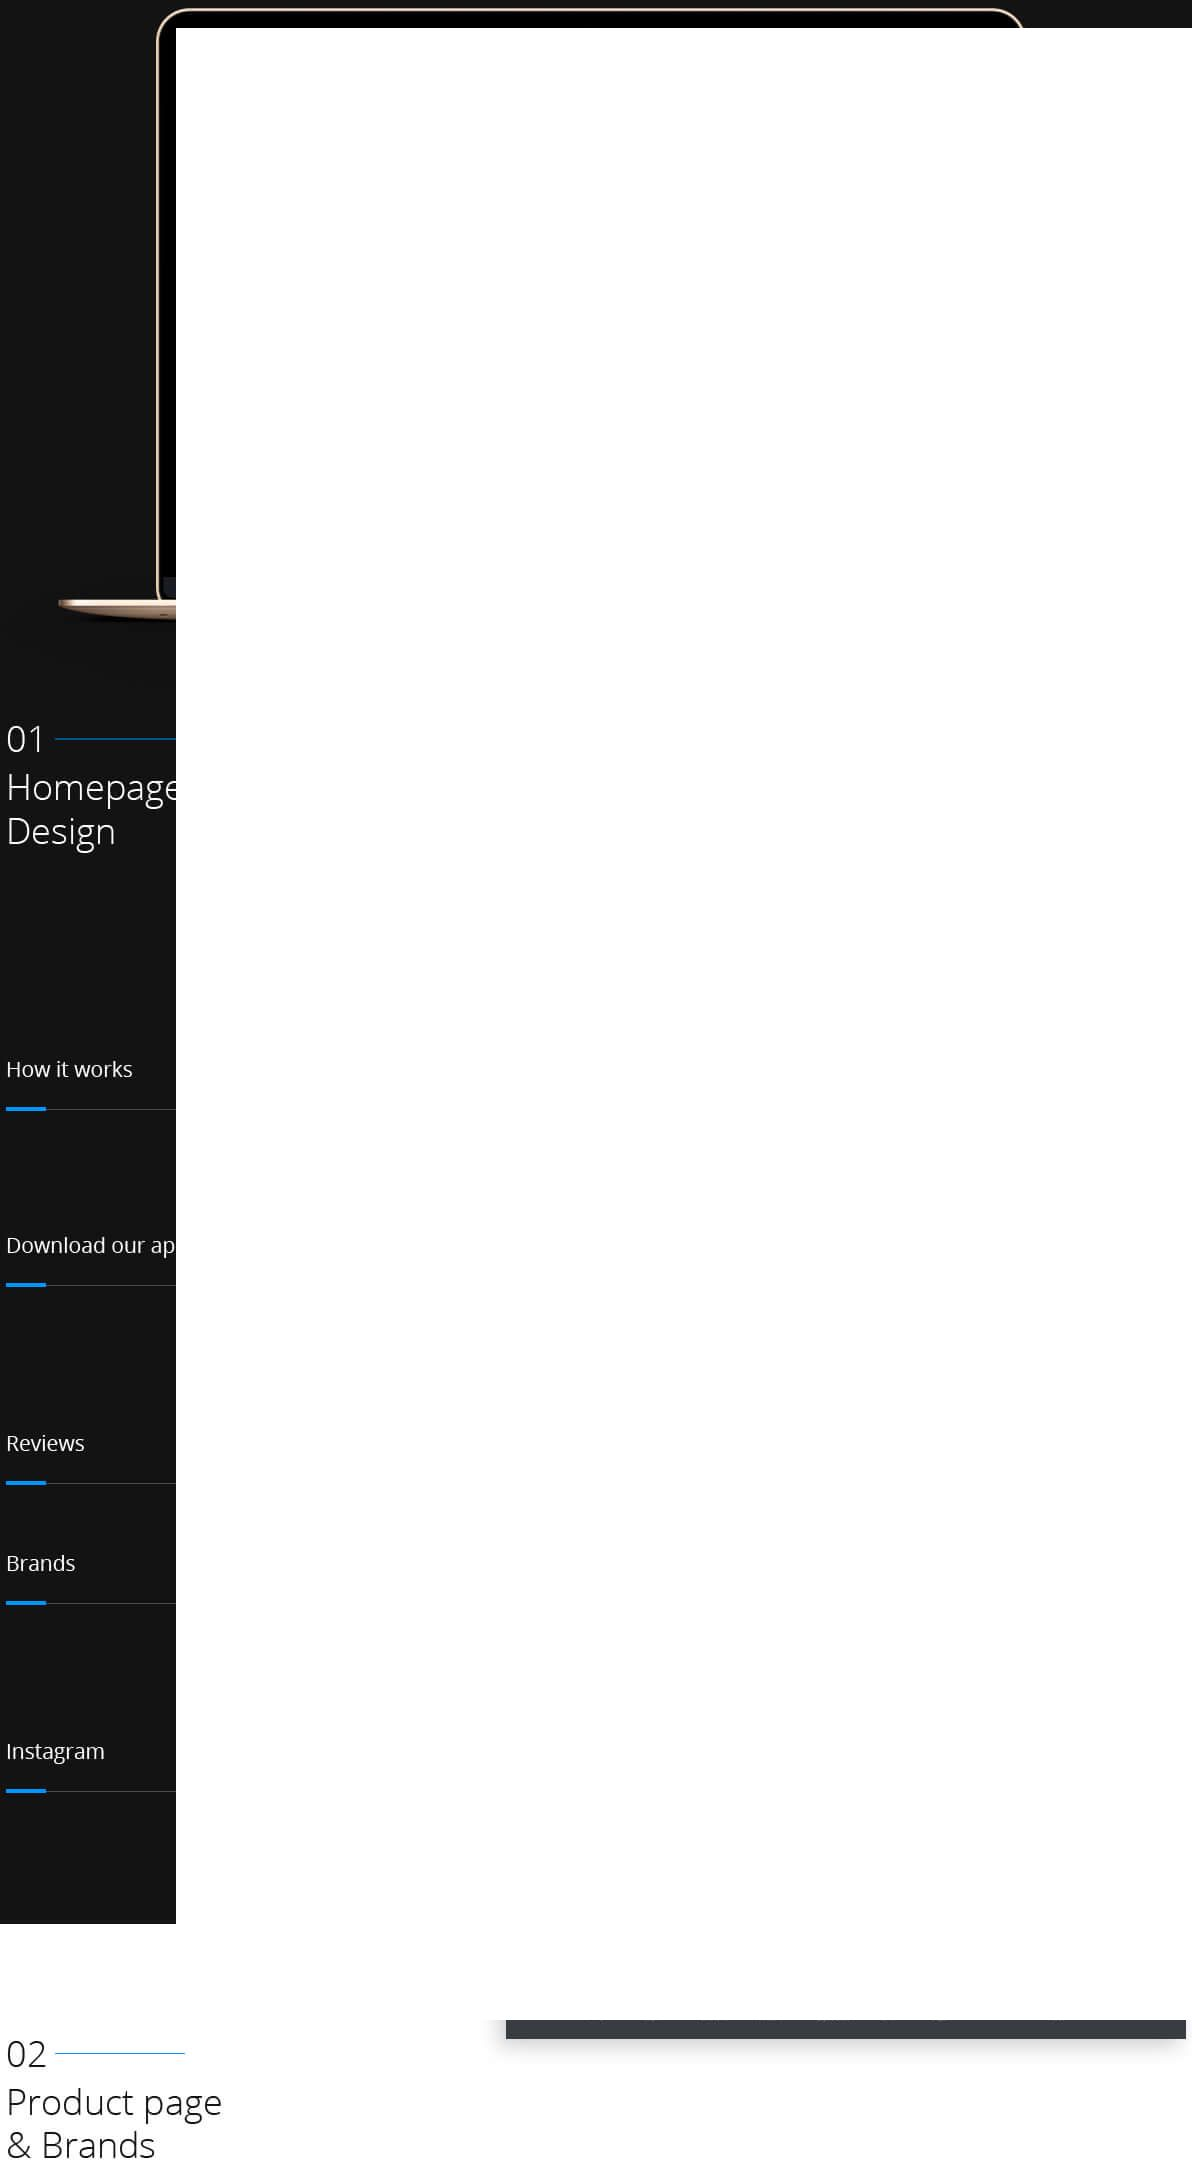 01
Homepage
Design
How it works
Download our ap
Reviews
Brands
Instagram
02
Product page
& Brands